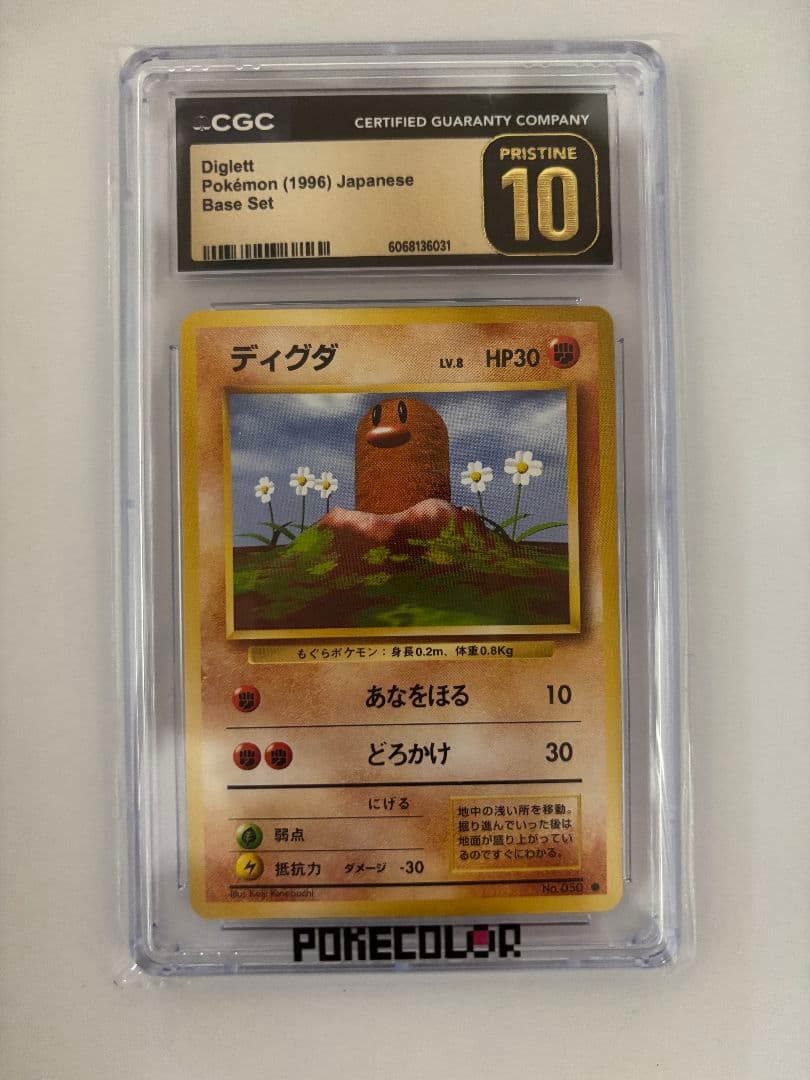 CGC
CERTIFIED GUARANTY COMPANY
Diglett
Pokémon (1996) Japanese
Base Set
6068136031
PRISTINE
10
ディグダ
LV.8 HP30
もぐらポケモン：身長0.2m、体重0.8Kg
あなをほる 10
どろかけ 30
にげる
弱点
抵抗力 ダメージ -30
地中の浅い所を移動。
掘り進んでいった後は
地面が盛り上がってい
るのですぐにわかる。
Illus. Keiji Kinebuchi
No. 050 ●
POKECOLOR